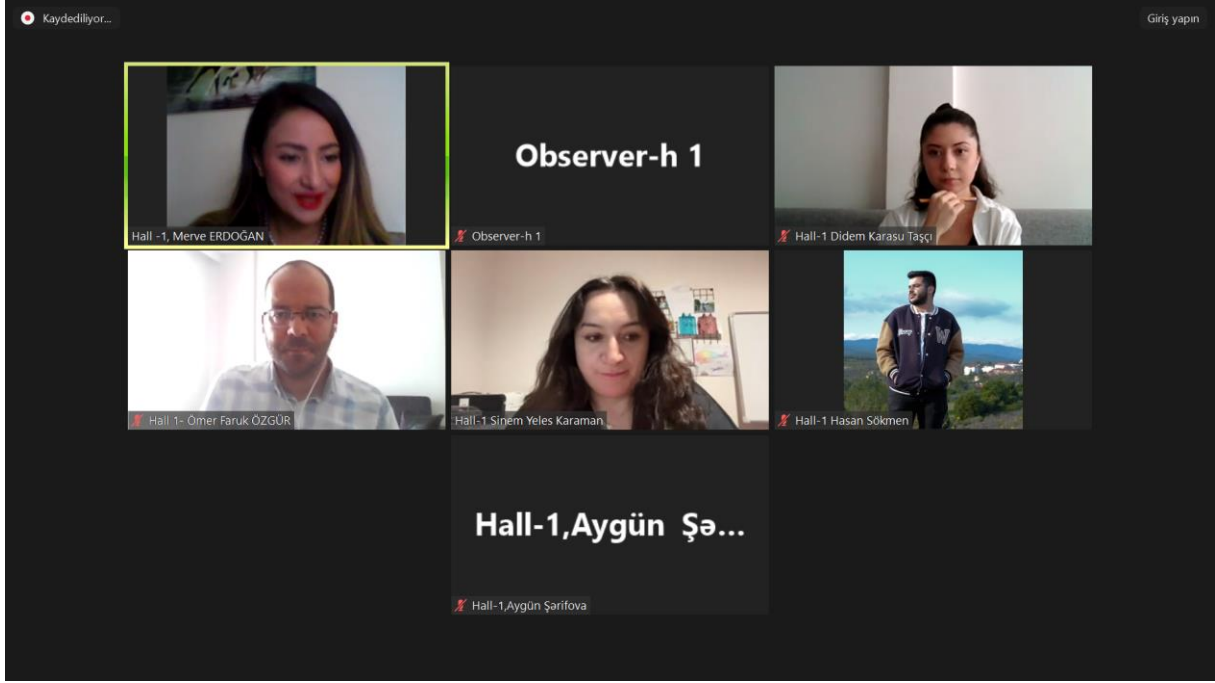 Kaydediliyor...
Giriş yapın
Hall -1, Merve ERDOĞAN
Observer-h 1
Observer-h 1
Hall-1 Didem Karasu Taşçı
Hall 1- Ömer Faruk ÖZGÜR
Hall-1 Sinem Yeles Karaman
W
Hall-1 Hasan Sökmen
Hall-1,Aygün Şə...
Hall-1,Aygün Şərifova